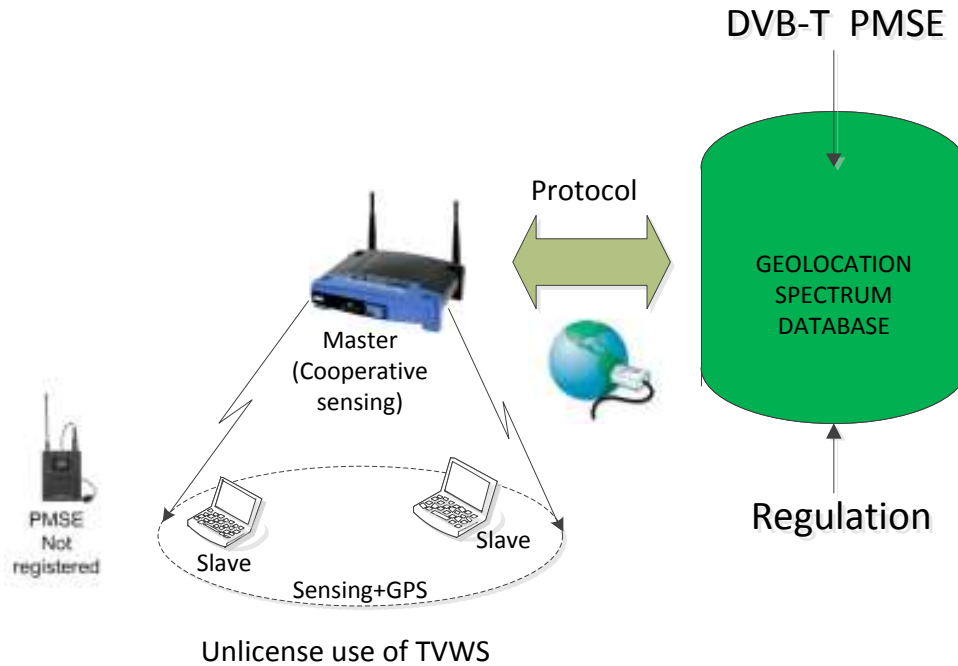 DVB-T PMSE
Protocol
GEOLOCATION
SPECTRUM
DATABASE
Master
(Cooperative
sensing)
PMSE
Not
registered
Slave
Slave
Sensing+GPS
Regulation
Unlicense use of TVWS